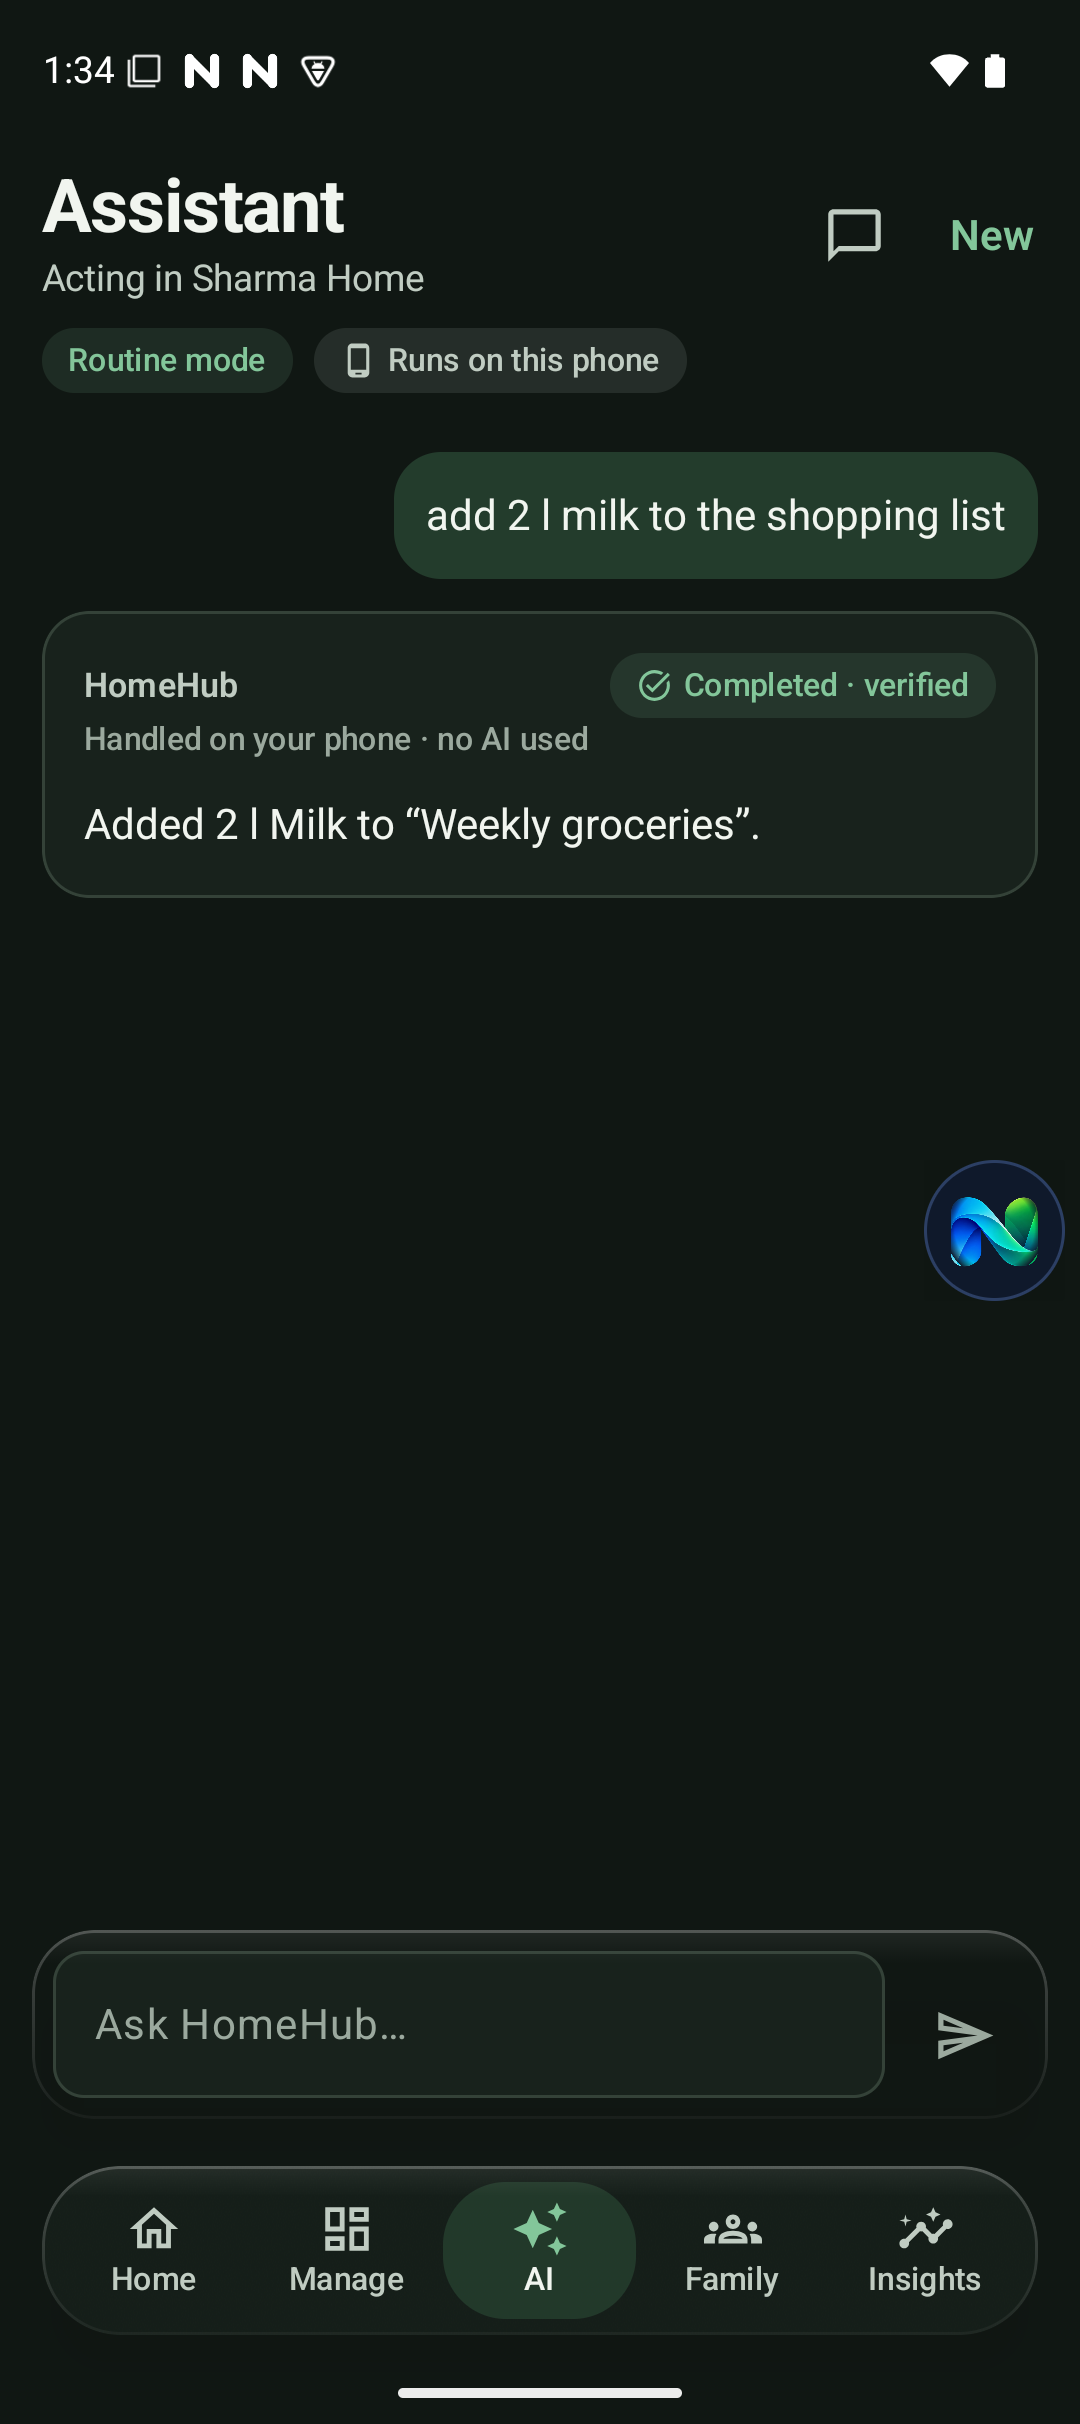 1:34
Assistant
New
Acting in Sharma Home
Routine mode
Runs on this phone
add 2 l milk to the shopping list
HomeHub
Completed · verified
Handled on your phone · no AI used
Added 2 l Milk to “Weekly groceries”.
Ask HomeHub…
Home
Manage
AI
Family
Insights